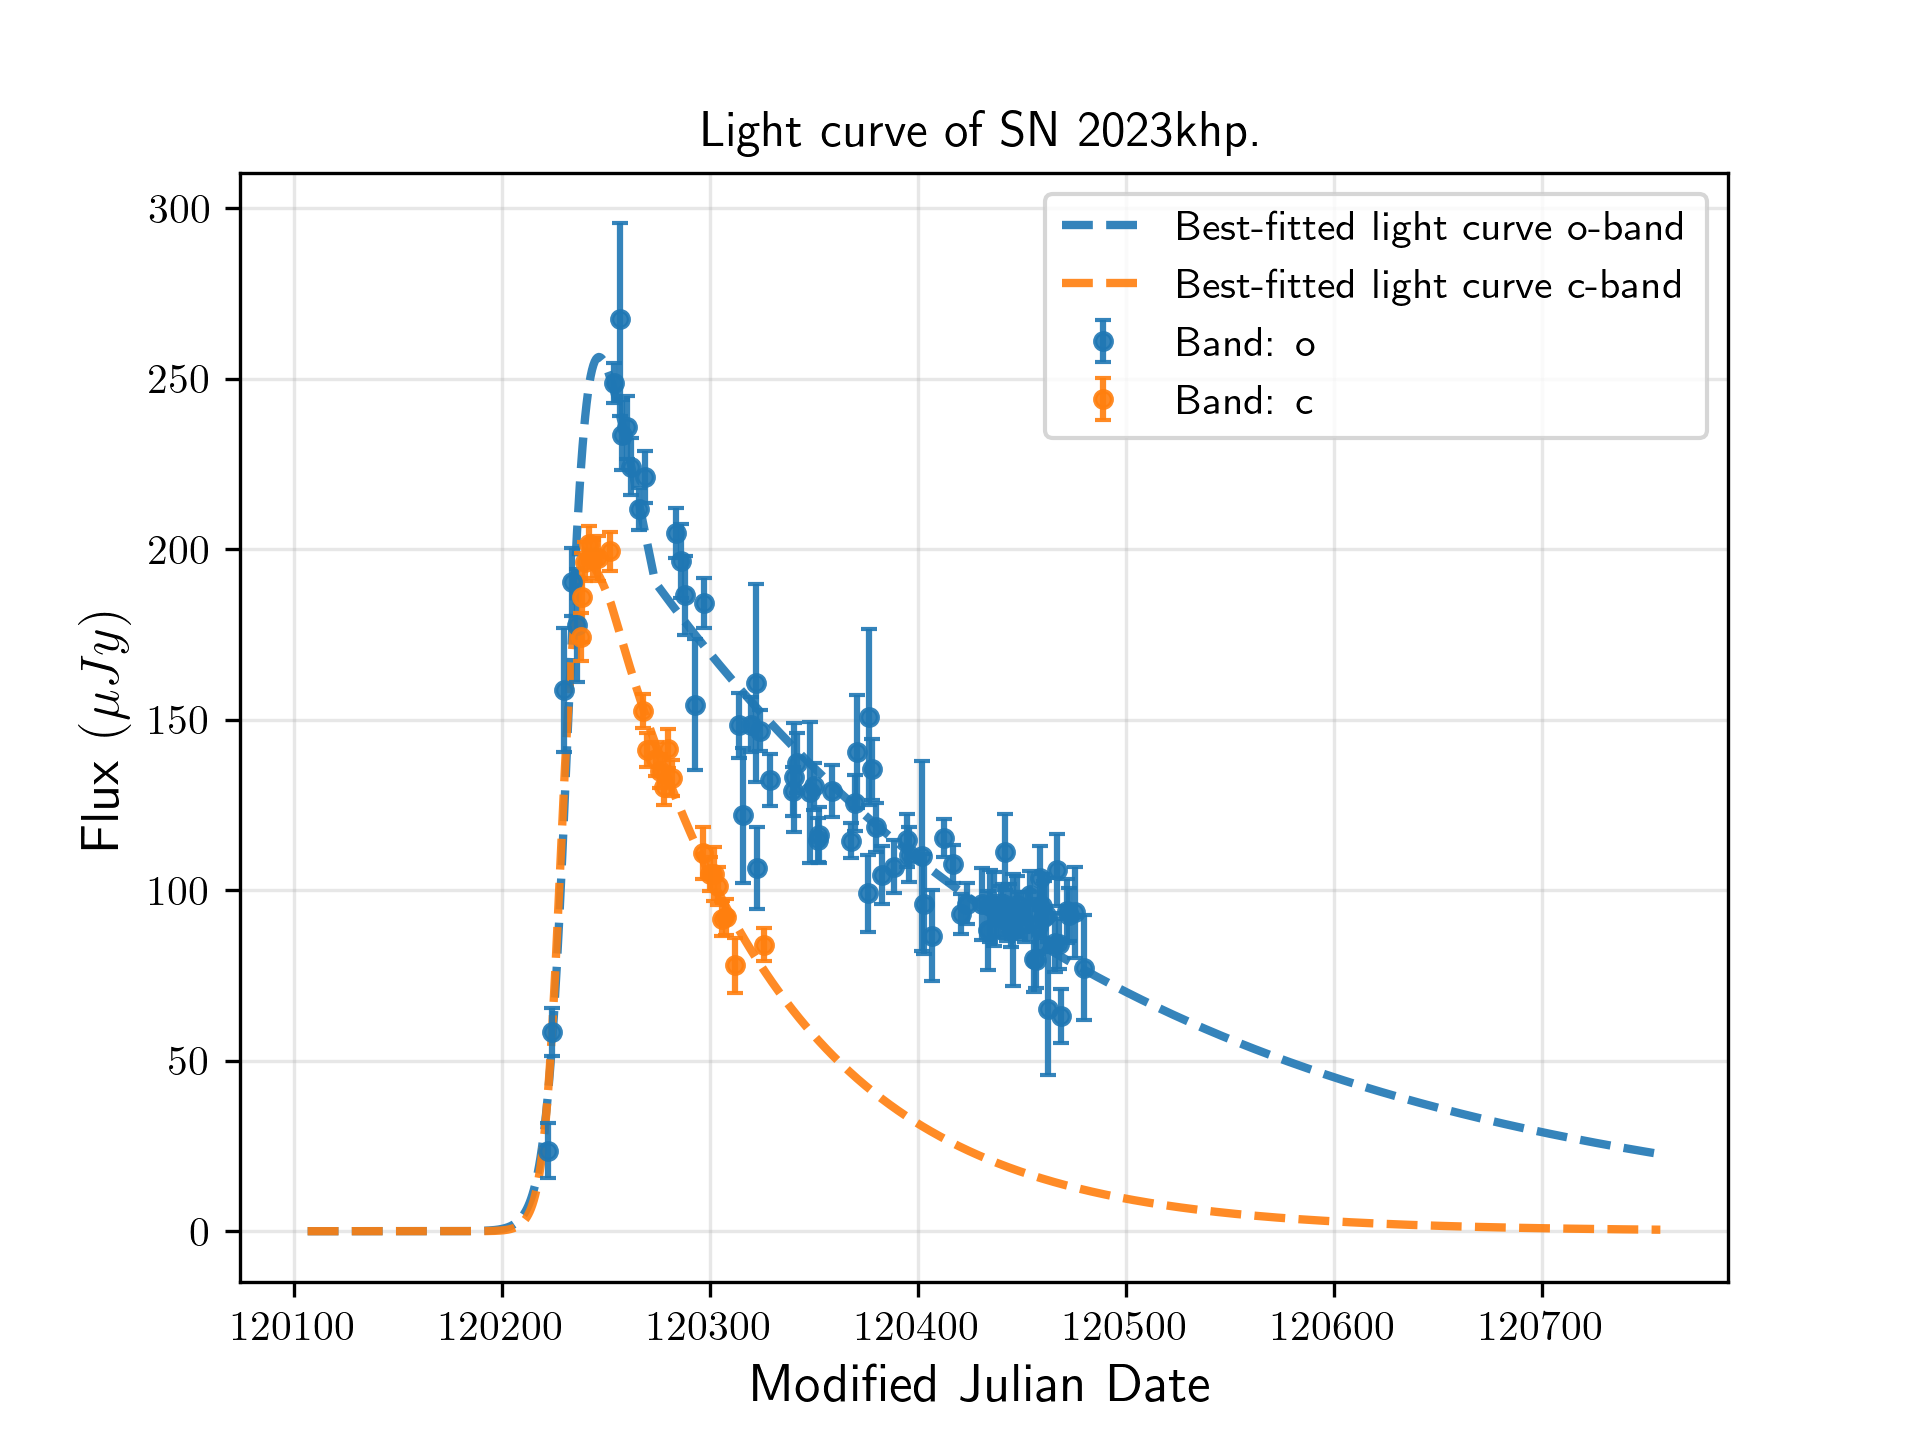 Light curve of SN 2023khp.
300
250
200
150
100
50
0
Flux (μJy)
Best-fitted light curve o-band
Best-fitted light curve c-band
Band: o
Band: c
120100 120200 120300 120400 120500 120600 120700
Modified Julian Date